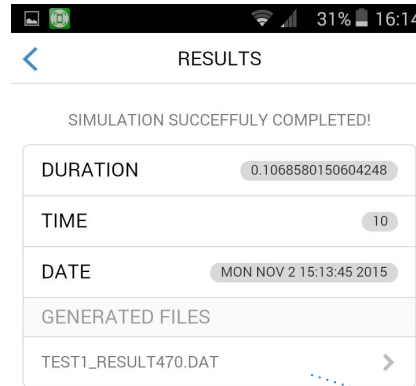 31% 16:14
RESULTS
SIMULATION SUCCEFFULY COMPLETED!
DURATION 0.1068580150604248
TIME 10
DATE MON NOV 2 15:13:45 2015
GENERATED FILES
TEST1_RESULT470.DAT